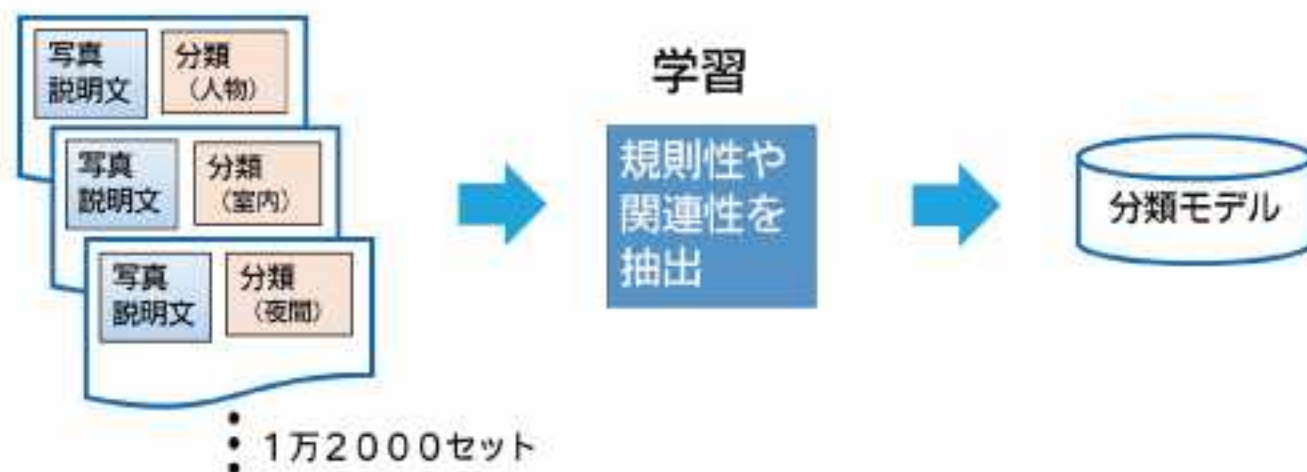 写真
説明文
分類
（人物）
写真
説明文
分類
（室内）
写真
説明文
分類
（夜間）
1万2000セット
学習
規則性や
関連性を
抽出
分類モデル